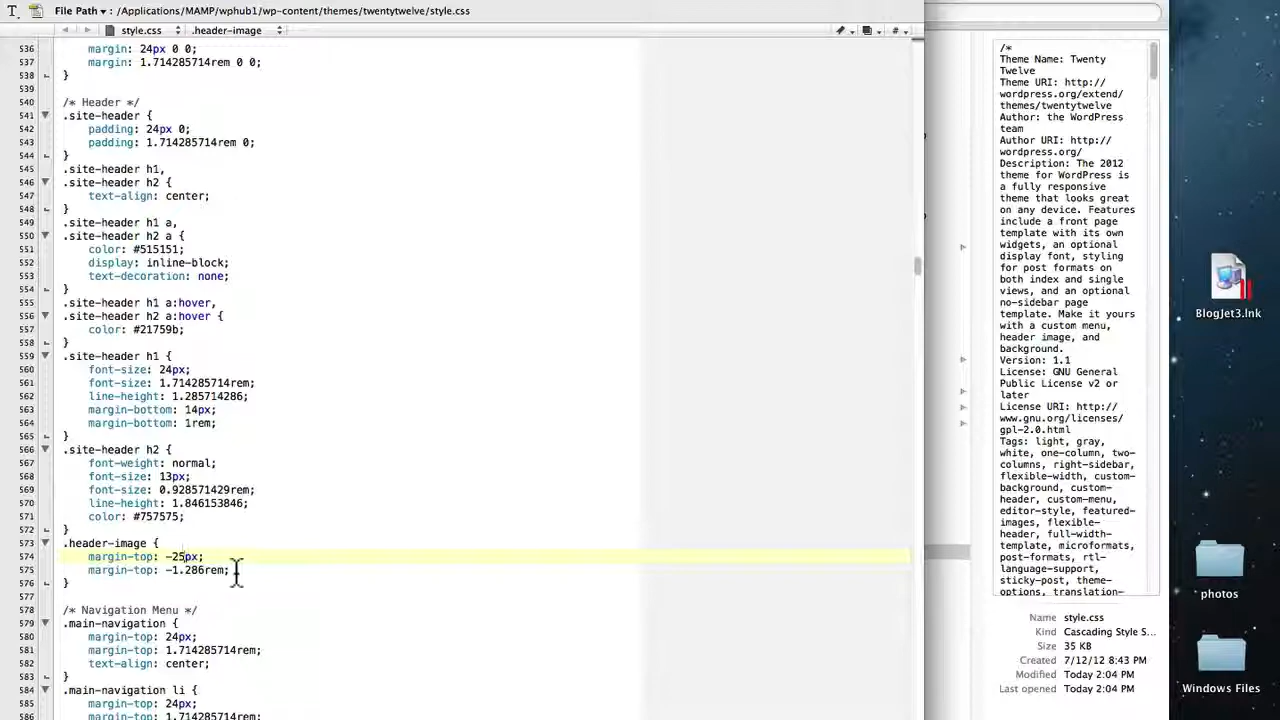 File Path ▾ : /Applications/MAMP/wphub1/wp-content/themes/twentytwelve/style.css
style.css .header-image
536 margin: 24px 0 0;
537 margin: 1.714285714rem 0 0;
538 }
539
540 /* Header */
541 .site-header {
542 padding: 24px 0;
543 padding: 1.714285714rem 0;
544 }
545 .site-header h1,
546 .site-header h2 {
547 text-align: center;
548 }
549 .site-header h1 a,
550 .site-header h2 a {
551 color: #515151;
552 display: inline-block;
553 text-decoration: none;
554 }
555 .site-header h1 a:hover,
556 .site-header h2 a:hover {
557 color: #21759b;
558 }
559 .site-header h1 {
560 font-size: 24px;
561 font-size: 1.714285714rem;
562 line-height: 1.285714286;
563 margin-bottom: 14px;
564 margin-bottom: 1rem;
565 }
566 .site-header h2 {
567 font-weight: normal;
568 font-size: 13px;
569 font-size: 0.928571429rem;
570 line-height: 1.846153846;
571 color: #757575;
572 }
573 .header-image {
574 margin-top: -25px;
575 margin-top: -1.286rem;
576 }
577
578 /* Navigation Menu */
579 .main-navigation {
580 margin-top: 24px;
581 margin-top: 1.714285714rem;
582 text-align: center;
583 }
584 .main-navigation li {
585 margin-top: 24px;
586 margin-top: 1.714285714rem;
/*
Theme Name: Twenty
Twelve
Theme URI: http://
wordpress.org/extend/
themes/twentytwelve
Author: the WordPress
team
Author URI: http://
wordpress.org/
Description: The 2012
theme for WordPress is
a fully responsive
theme that looks great
on any device. Features
include a front page
template with its own
widgets, an optional
display font, styling
for post formats on
both index and single
views, and an optional
no-sidebar page
template. Make it yours
with a custom menu,
header image, and
background.
Version: 1.1
License: GNU General
Public License v2 or
later
License URI: http://
www.gnu.org/licenses/
gpl-2.0.html
Tags: light, gray,
white, one-column, two-
columns, right-sidebar,
flexible-width, custom-
background, custom-
header, custom-menu,
editor-style, featured-
images, flexible-
header, full-width-
template, microformats,
post-formats, rtl-
language-support,
sticky-post, theme-
options, translation-
Name style.css
Kind Cascading Style S...
Size 35 KB
Created 7/12/12 8:43 PM
Modified Today 2:04 PM
Last opened Today 2:04 PM
BlogJet3.lnk
photos
Windows Files